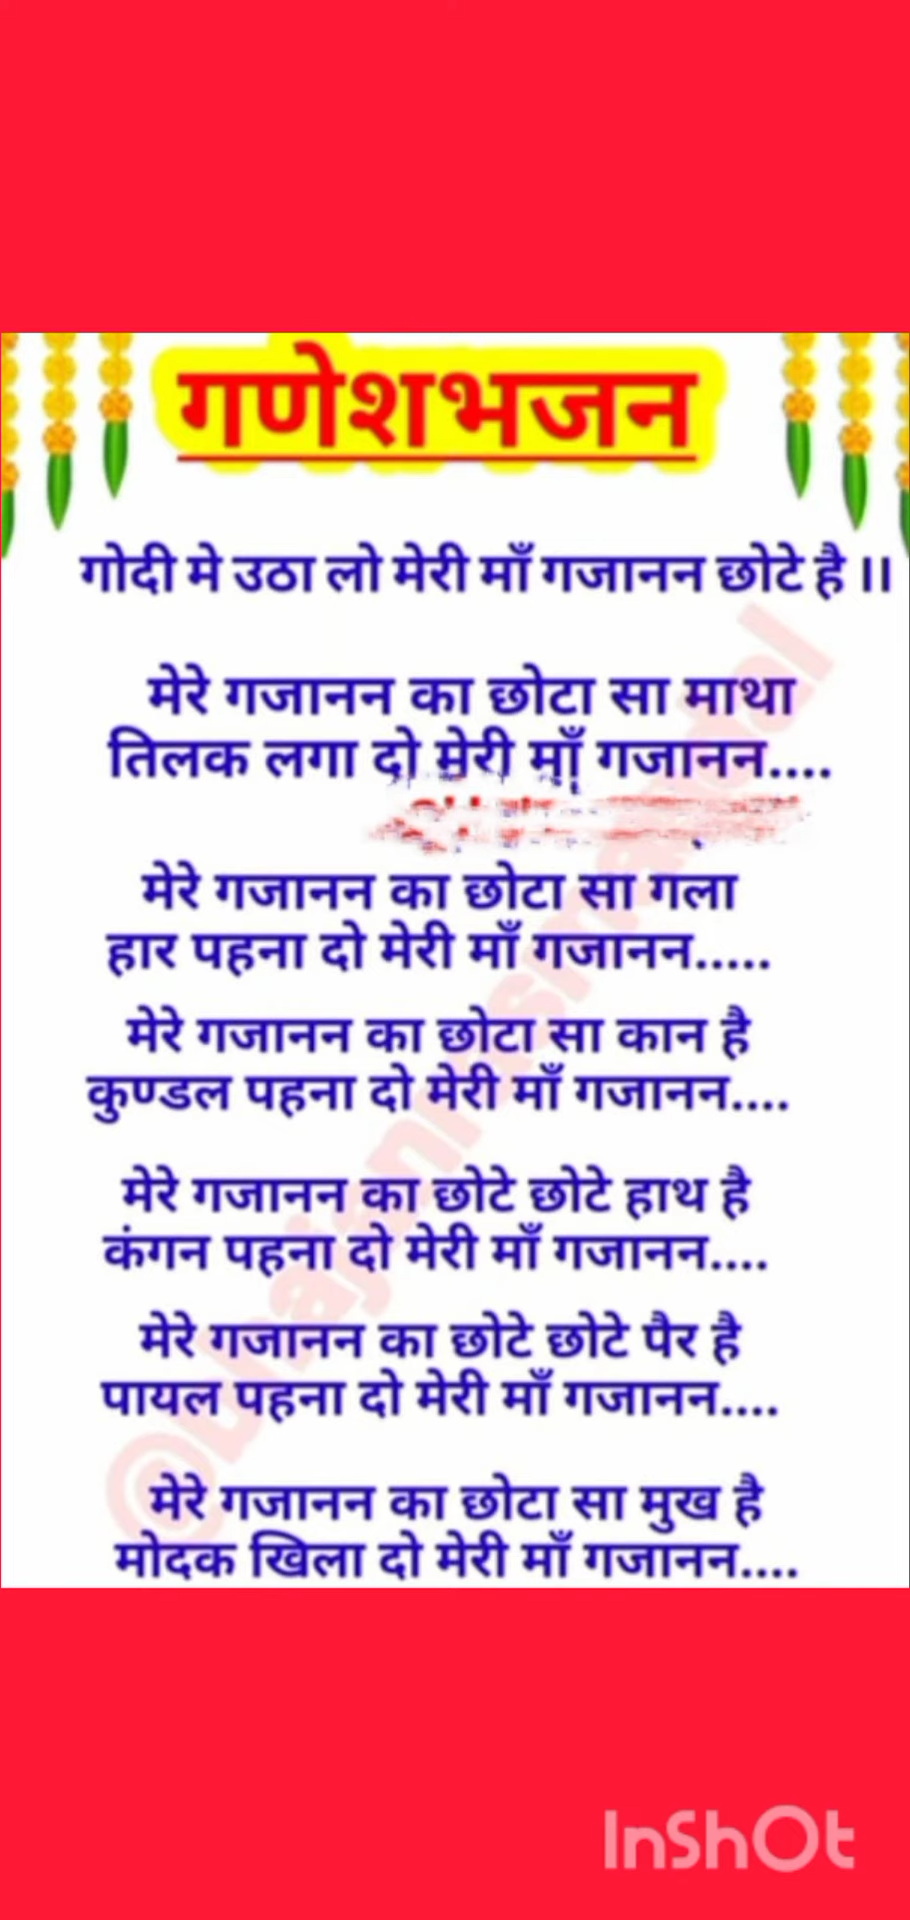 गणेशभजन
गोदी मे उठा लो मेरी माँ गजानन छोटे है ।।
मेरे गजानन का छोटा सा माथा
तिलक लगा दो मेरी माँ गजानन....
मेरे गजानन का छोटा सा गला
हार पहना दो मेरी माँ गजानन.....
मेरे गजानन का छोटा सा कान है
कुण्डल पहना दो मेरी माँ गजानन....
मेरे गजानन का छोटे छोटे हाथ है
कंगन पहना दो मेरी माँ गजानन....
मेरे गजानन का छोटे छोटे पैर है
पायल पहना दो मेरी माँ गजानन....
मेरे गजानन का छोटा सा मुख है
मोदक खिला दो मेरी माँ गजानन....
InShOt